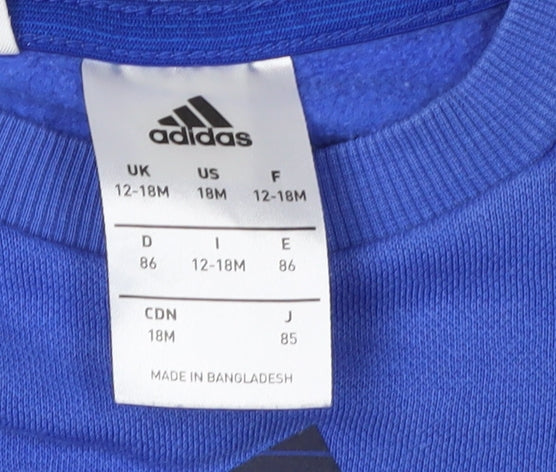 adidas
UK US F
12-18M 18M 12-18M
D I E
86 12-18M 86
CDN J
18M 85
MADE IN BANGLADESH